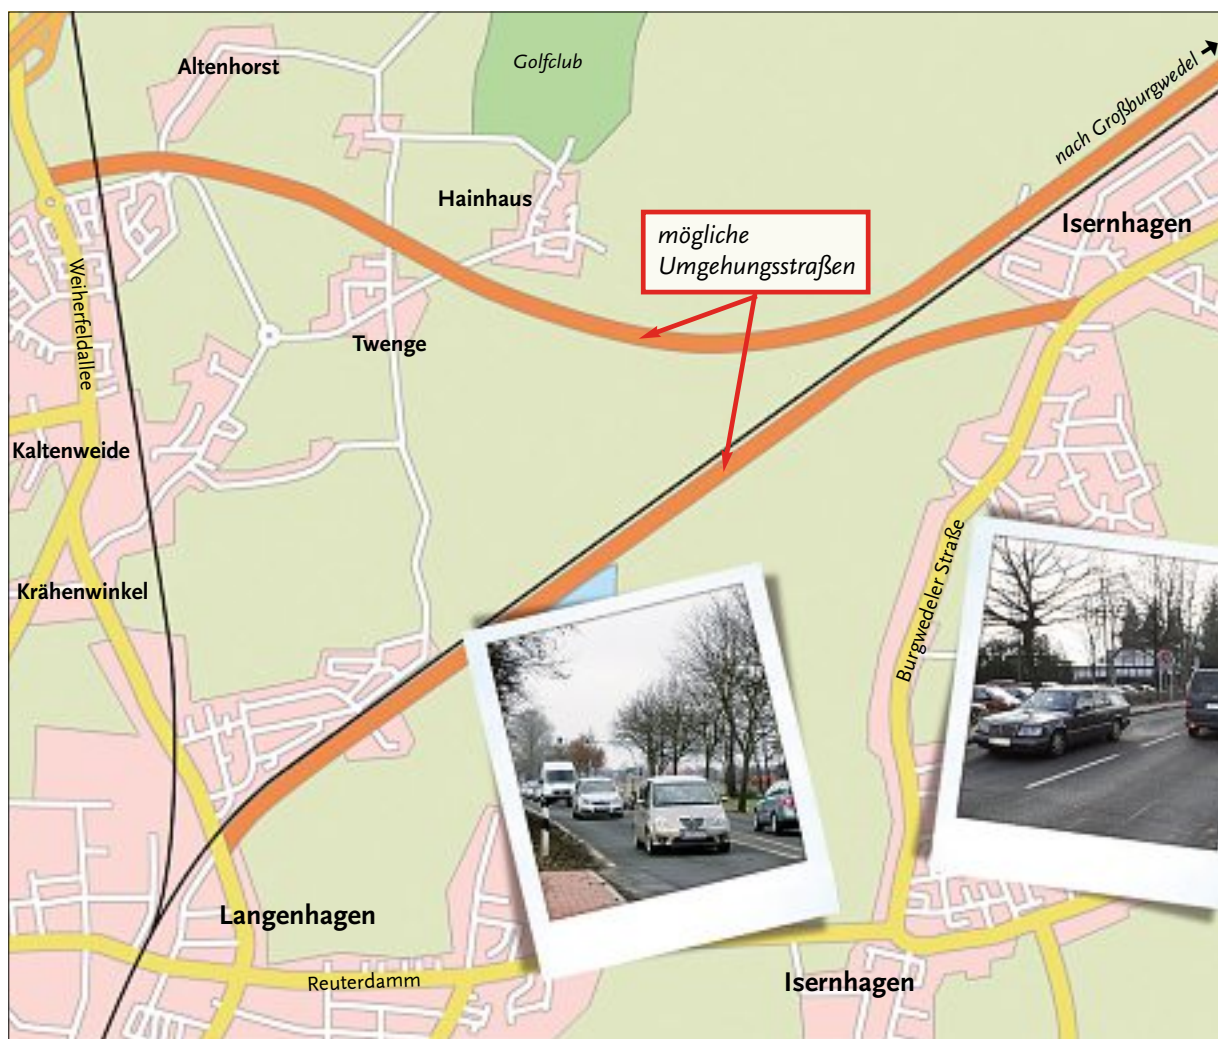 Altenhorst
Golfclub
nach Großburgwedel
Hainhaus
Isernhagen
mögliche
Umgehungsstraßen
Weiherfeldallee
Twenge
Kaltenweide
Krähenwinkel
Burgwedeler Straße
Langenhagen
Reuterdamm
Isernhagen